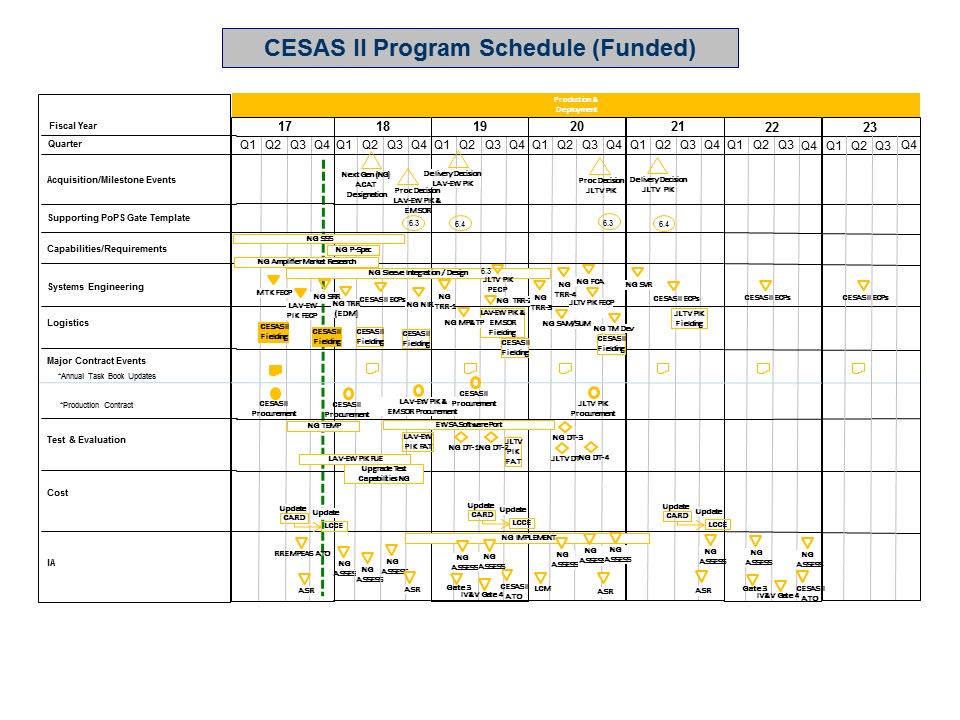 CESAS II Program Schedule (Funded)
Production &
Deployment
Fiscal Year
17 18 19 20 21 22 23
Quarter
Q1 Q2 Q3 Q4 Q1 Q2 Q3 Q4 Q1 Q2 Q3 Q4 Q1 Q2 Q3 Q4 Q1 Q2 Q3 Q4 Q1 Q2 Q3 Q4 Q1 Q2 Q3 Q4
Acquisition/Milestone Events
Next Gen (NG)
ACAT
Designation
Proc Decision
LAV-EW PIK &
EMSOR
Delivery Decision
LAV-EW PIK
Proc Decision
JLTV PIK
Delivery Decision
JLTV PIK
Supporting PoPS Gate Template
6.3
6.4
6.3
6.4
Capabilities/Requirements
NG SSS
NG P-Spec
NG Amplifier Market Research
Systems Engineering
NG Sleeve Integration / Design
6.3
MTK FECP
LAV-EW
PIK FECP
NG SRR
NG TRR
(EDM)
CESAS II ECPs
NG
TRR-1
JLTV PIK
PECP
NG TRR-2
NG
TRR-3
NG
TRR-4
NG FCA
JLTV PIK FECP
NG SVR
CESAS II ECPs
CESAS II ECPs
CESAS II ECPs
Logistics
CESAS II
Fielding
CESAS II
Fielding
CESAS II
Fielding
CESAS II
Fielding
NG MP&TP
LAV-EW PIK &
EMSOR
Fielding
CESAS II
Fielding
NG SAM/SUM
NG TM Dev
CESAS II
Fielding
JLTV PIK
Fielding
Major Contract Events
*Annual Task Book Updates
*Production Contract
CESAS II
Procurement
CESAS II
Procurement
LAV-EW PIK &
EMSOR Procurement
CESAS II
Procurement
JLTV PIK
Procurement
Test & Evaluation
NG TEMP
EWSA Software Port
LAV-EW
PIK FAT
NG DT-1
NG DT-2
JLTV
PIK
FAT
NG DT-3
JLTV DT
NG DT-4
LAV-EW PIK FUE
Upgrade Test
Capabilities NG
Cost
Update
CARD
Update
LCCE
Update
CARD
Update
LCCE
Update
CARD
Update
LCCE
IA
NG IMPLEMENT
RREMPEAS ATO
NG
ASSESS
NG
ASSESS
NG
ASSESS
NG
ASSESS
NG
ASSESS
NG
ASSESS
NG
ASSESS
NG
ASSESS
NG
ASSESS
NG
ASSESS
NG
ASSESS
ASR
ASR
Gate 3
IV&V Gate 4
CESAS II
ATO
LCM
ASR
ASR
Gate 3
IV&V Gate 4
CESAS II
ATO